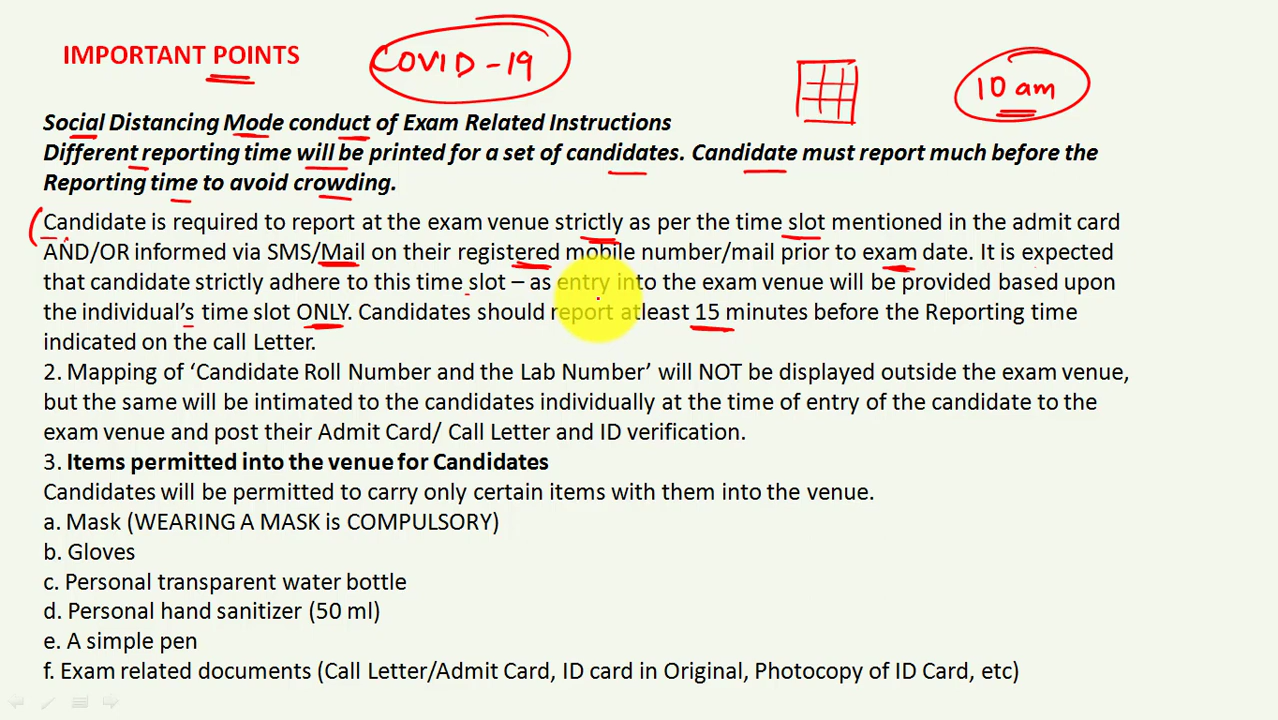 IMPORTANT POINTS
COVID-19
10 am
Social Distancing Mode conduct of Exam Related Instructions
Different reporting time will be printed for a set of candidates. Candidate must report much before the
Reporting time to avoid crowding.
Candidate is required to report at the exam venue strictly as per the time slot mentioned in the admit card
AND/OR informed via SMS/Mail on their registered mobile number/mail prior to exam date. It is expected
that candidate strictly adhere to this time slot – as entry into the exam venue will be provided based upon
the individual's time slot ONLY. Candidates should report atleast 15 minutes before the Reporting time
indicated on the call Letter.
2. Mapping of ‘Candidate Roll Number and the Lab Number’ will NOT be displayed outside the exam venue,
but the same will be intimated to the candidates individually at the time of entry of the candidate to the
exam venue and post their Admit Card/ Call Letter and ID verification.
3. Items permitted into the venue for Candidates
Candidates will be permitted to carry only certain items with them into the venue.
a. Mask (WEARING A MASK is COMPULSORY)
b. Gloves
c. Personal transparent water bottle
d. Personal hand sanitizer (50 ml)
e. A simple pen
f. Exam related documents (Call Letter/Admit Card, ID card in Original, Photocopy of ID Card, etc)